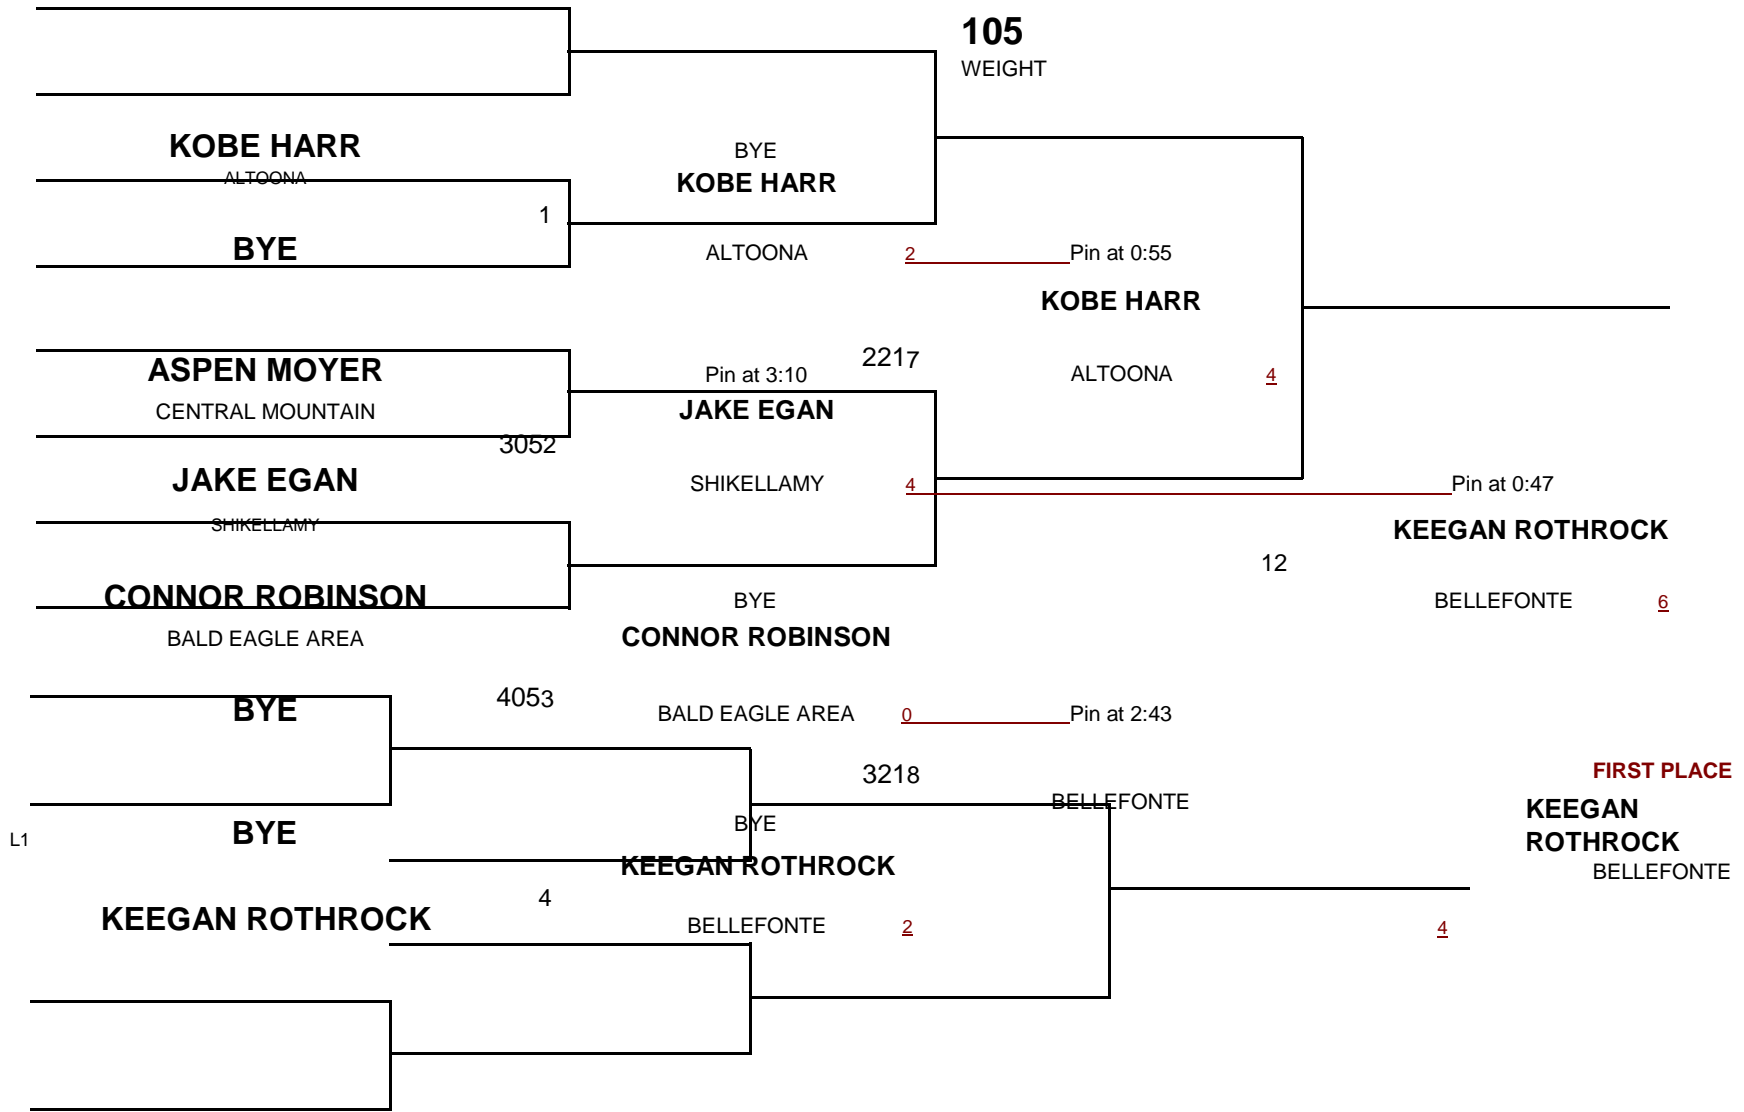 105
WEIGHT
KOBE HARR
ALTOONA
1
BYE
BYE
KOBE HARR
ALTOONA 2 Pin at 0:55
KOBE HARR
ALTOONA 4
ASPEN MOYER
CENTRAL MOUNTAIN
3052
JAKE EGAN
SHIKELLAMY
Pin at 3:10 2217
JAKE EGAN
SHIKELLAMY 4 Pin at 0:47
KEEGAN ROTHROCK
12
BELLEFONTE 6
CONNOR ROBINSON
BALD EAGLE AREA
BYE
CONNOR ROBINSON
4053
BYE
BALD EAGLE AREA 0 Pin at 2:43
3218
BELLEFONTE
FIRST PLACE
KEEGAN
ROTHROCK
BELLEFONTE
L1
BYE
BYE
KEEGAN ROTHROCK
4
KEEGAN ROTHROCK
BELLEFONTE 2
4